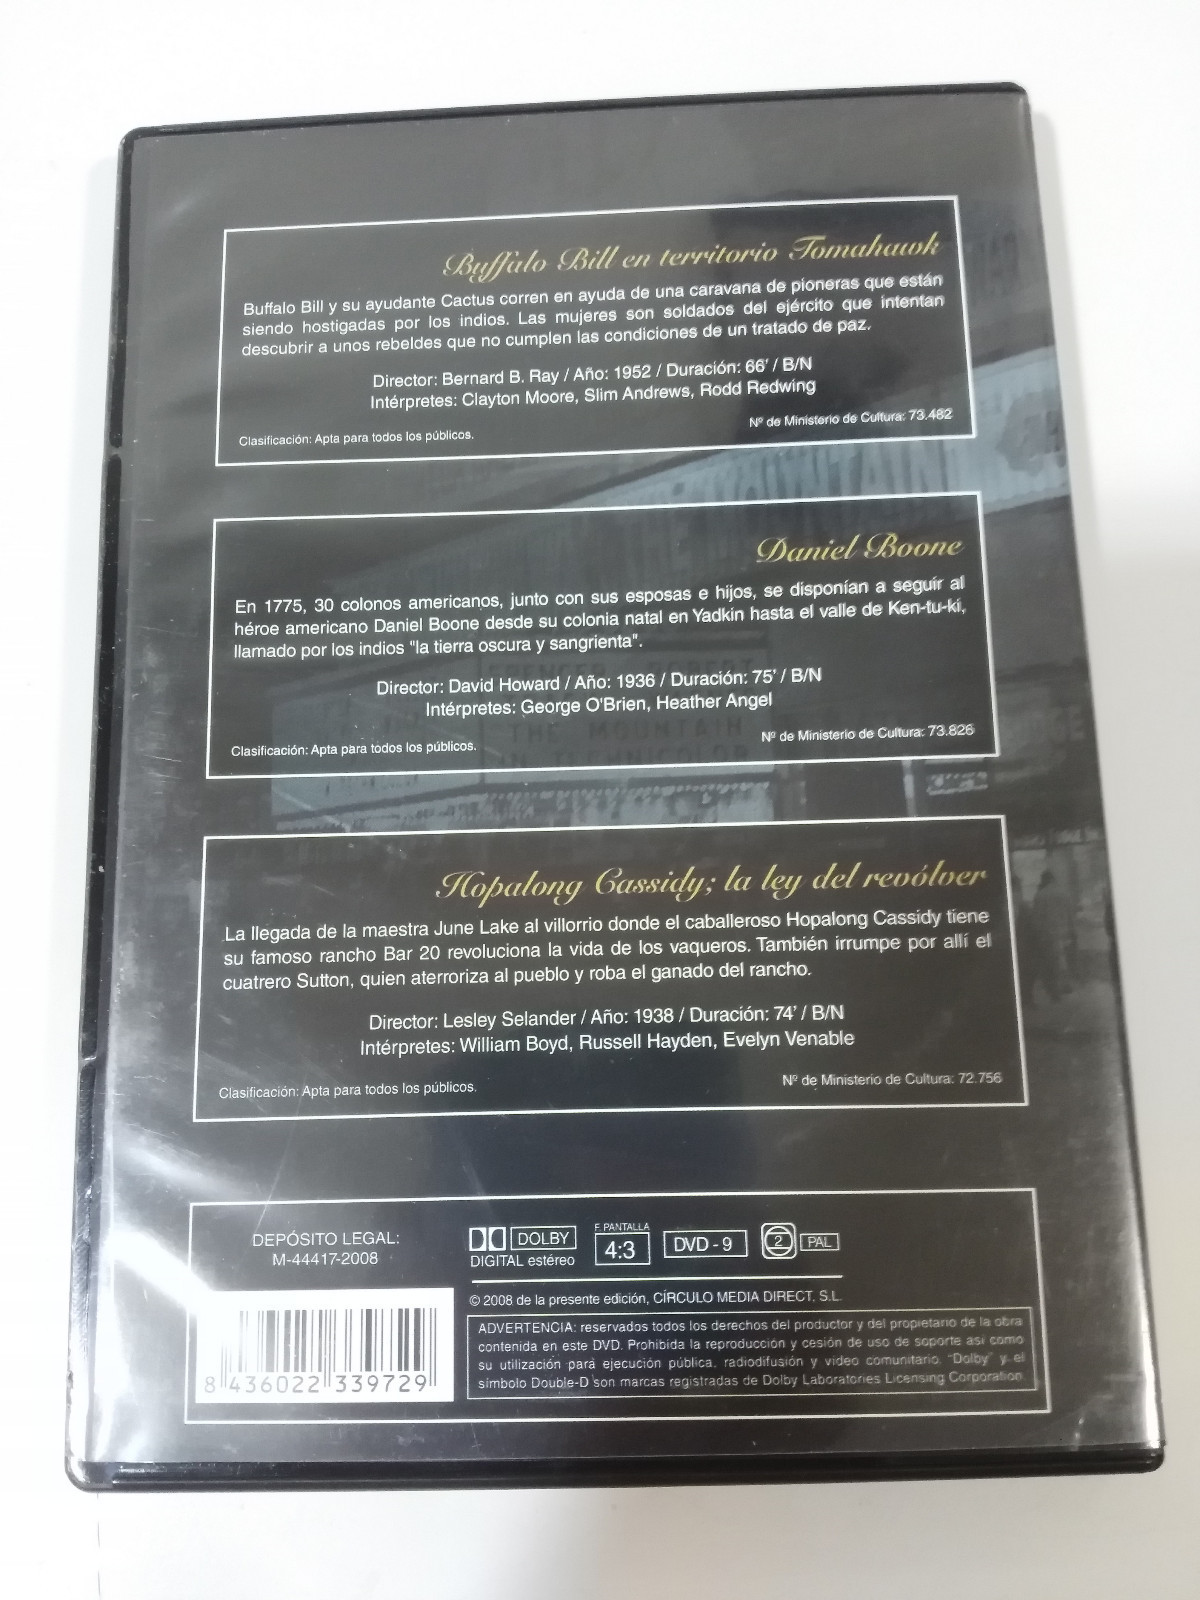 Buffalo Bill en territorio Tomahawk
Buffalo Bill y su ayudante Cactus corren en ayuda de una caravana de pioneras que están
siendo hostigadas por los indios. Las mujeres son soldados del ejército que intentan
descubrir a unos rebeldes que no cumplen las condiciones de un tratado de paz.
Director: Bernard B. Ray / Año: 1952 / Duración: 66' / B/N
Intérpretes: Clayton Moore, Slim Andrews, Rodd Redwing
Nº de Ministerio de Cultura: 73.482
Clasificación: Apta para todos los públicos.
MOUNTAIN
Daniel Boone
En 1775, 30 colonos americanos, junto con sus esposas e hijos, se disponían a seguir al
héroe americano Daniel Boone desde su colonia natal en Yadkin hasta el valle de Ken-tu-ki,
llamado por los indios "la tierra oscura y sangrienta".
Director: David Howard / Año: 1936 / Duración: 75' / B/N
Intérpretes: George O'Brien, Heather Angel
THE MOUNTAIN
Nº de Ministerio de Cultura: 73.826
Clasificación: Apta para todos los públicos.
Hopalong Cassidy; la ley del revólver
La llegada de la maestra June Lake al villorrio donde el caballeroso Hopalong Cassidy tiene
su famoso rancho Bar 20 revoluciona la vida de los vaqueros. También irrumpe por allí el
cuatrero Sutton, quien aterroriza al pueblo y roba el ganado del rancho.
Director: Lesley Selander / Año: 1938 / Duración: 74' / B/N
Intérpretes: William Boyd, Russell Hayden, Evelyn Venable
Nº de Ministerio de Cultura: 72.756
Clasificación: Apta para todos los públicos.
DEPÓSITO LEGAL:
M-44417-2008
DOLBY
DIGITAL estéreo
F. PANTALLA
4:3
DVD - 9
2
PAL
© 2008 de la presente edición, CÍRCULO MEDIA DIRECT, S.L.
ADVERTENCIA: reservados todos los derechos del productor y del propietario de la obra
contenida en este DVD. Prohibida la reproducción y cesión de uso de soporte así como
su utilización para ejecución pública, radiodifusión y video comunitario. "Dolby" y el
símbolo Double-D son marcas registradas de Dolby Laboratories Licensing Corporation.
8 436022 339729